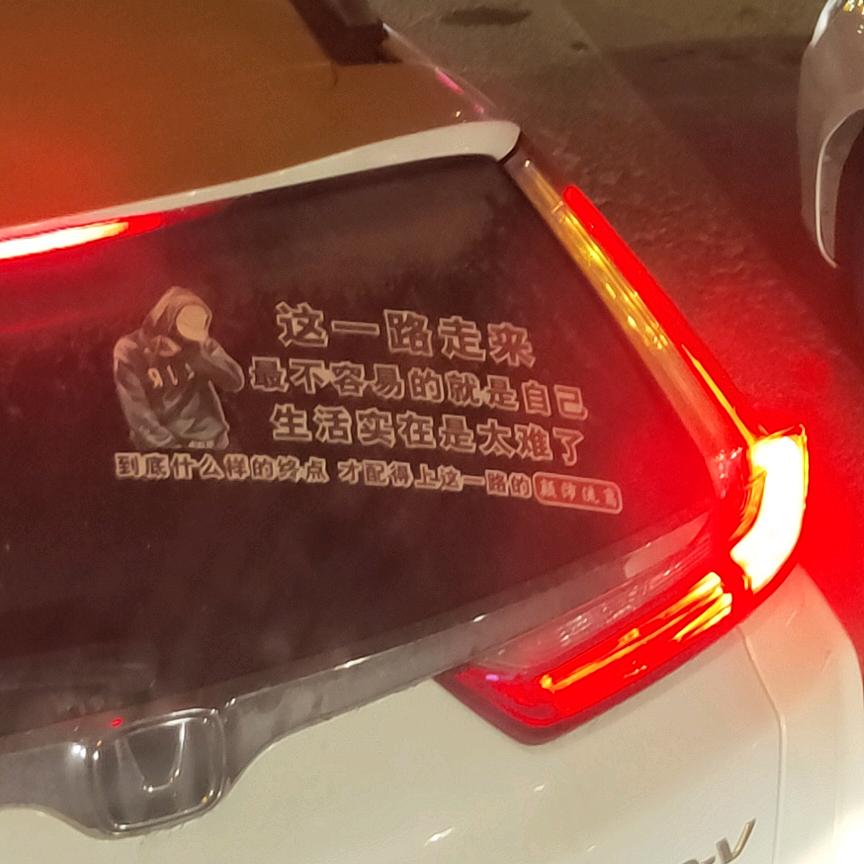 这一路走来
最不容易的就是自己
生活实在是太难了
到底什么样的终点 才配得上这一路的 颠沛流离